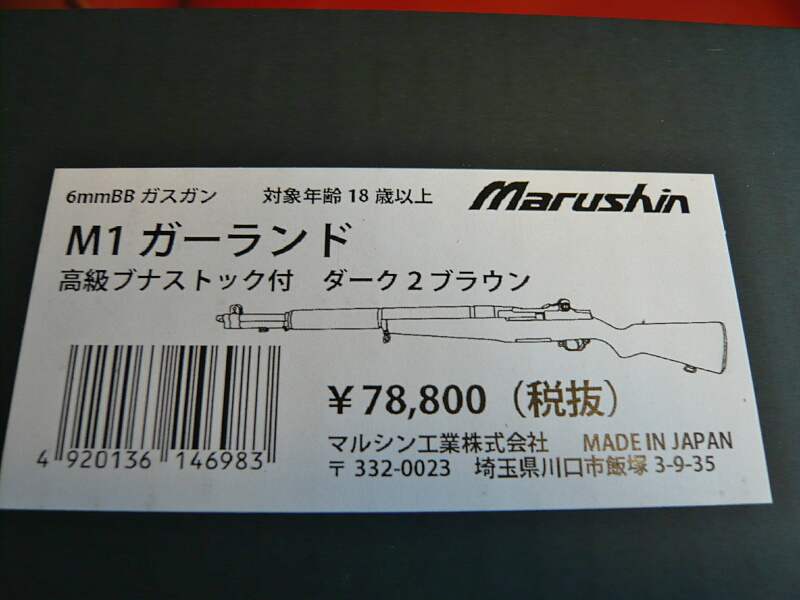 6mmBB ガスガン 対象年齢 18 歳以上 Marushin
M1 ガーランド
高級ブナストック付 ダーク 2 ブラウン
¥ 78,800 (税抜)
マルシン工業株式会社 MADE IN JAPAN
〒 332-0023 埼玉県川口市飯塚 3-9-35
4 920136 146983